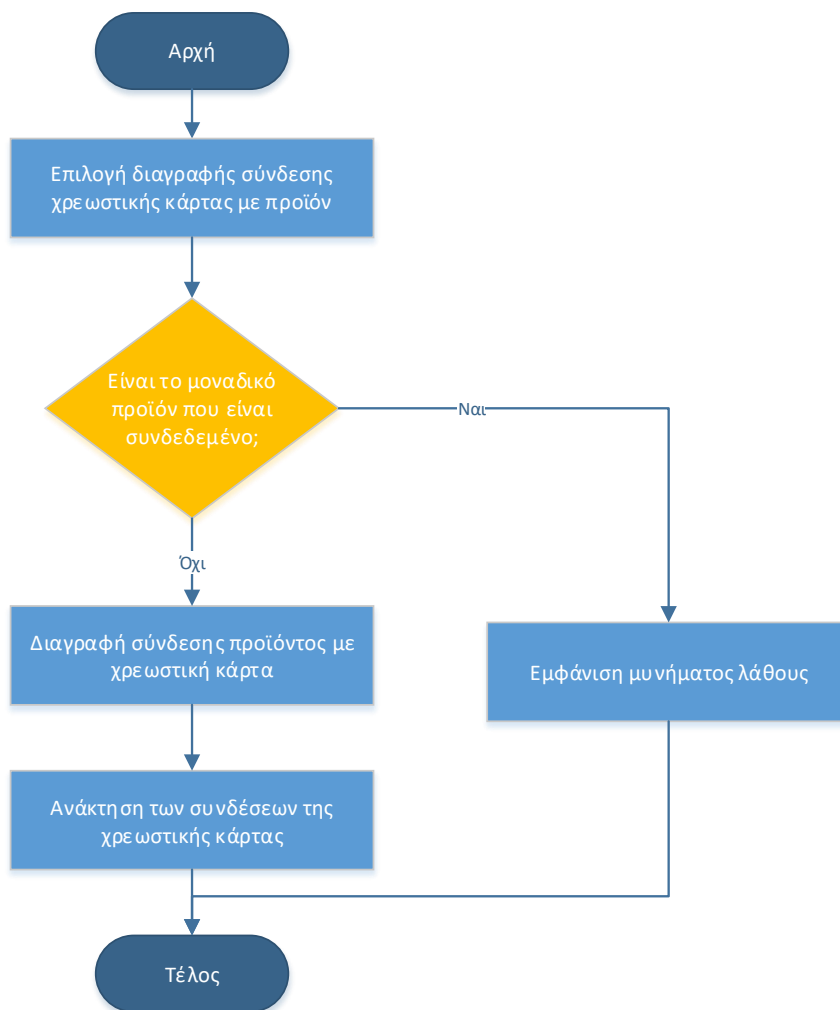 Αρχή
Επιλογή διαγραφής σύνδεσης
χρεωστικής κάρτας με προϊόν
Είναι το μοναδικό
προϊόν που είναι
συνδεδεμένο;
Ναι
Όχι
Διαγραφή σύνδεσης προϊόντος με
χρεωστική κάρτα
Εμφάνιση μυνήματος λάθους
Ανάκτηση των συνδέσεων της
χρεωστικής κάρτας
Τέλος